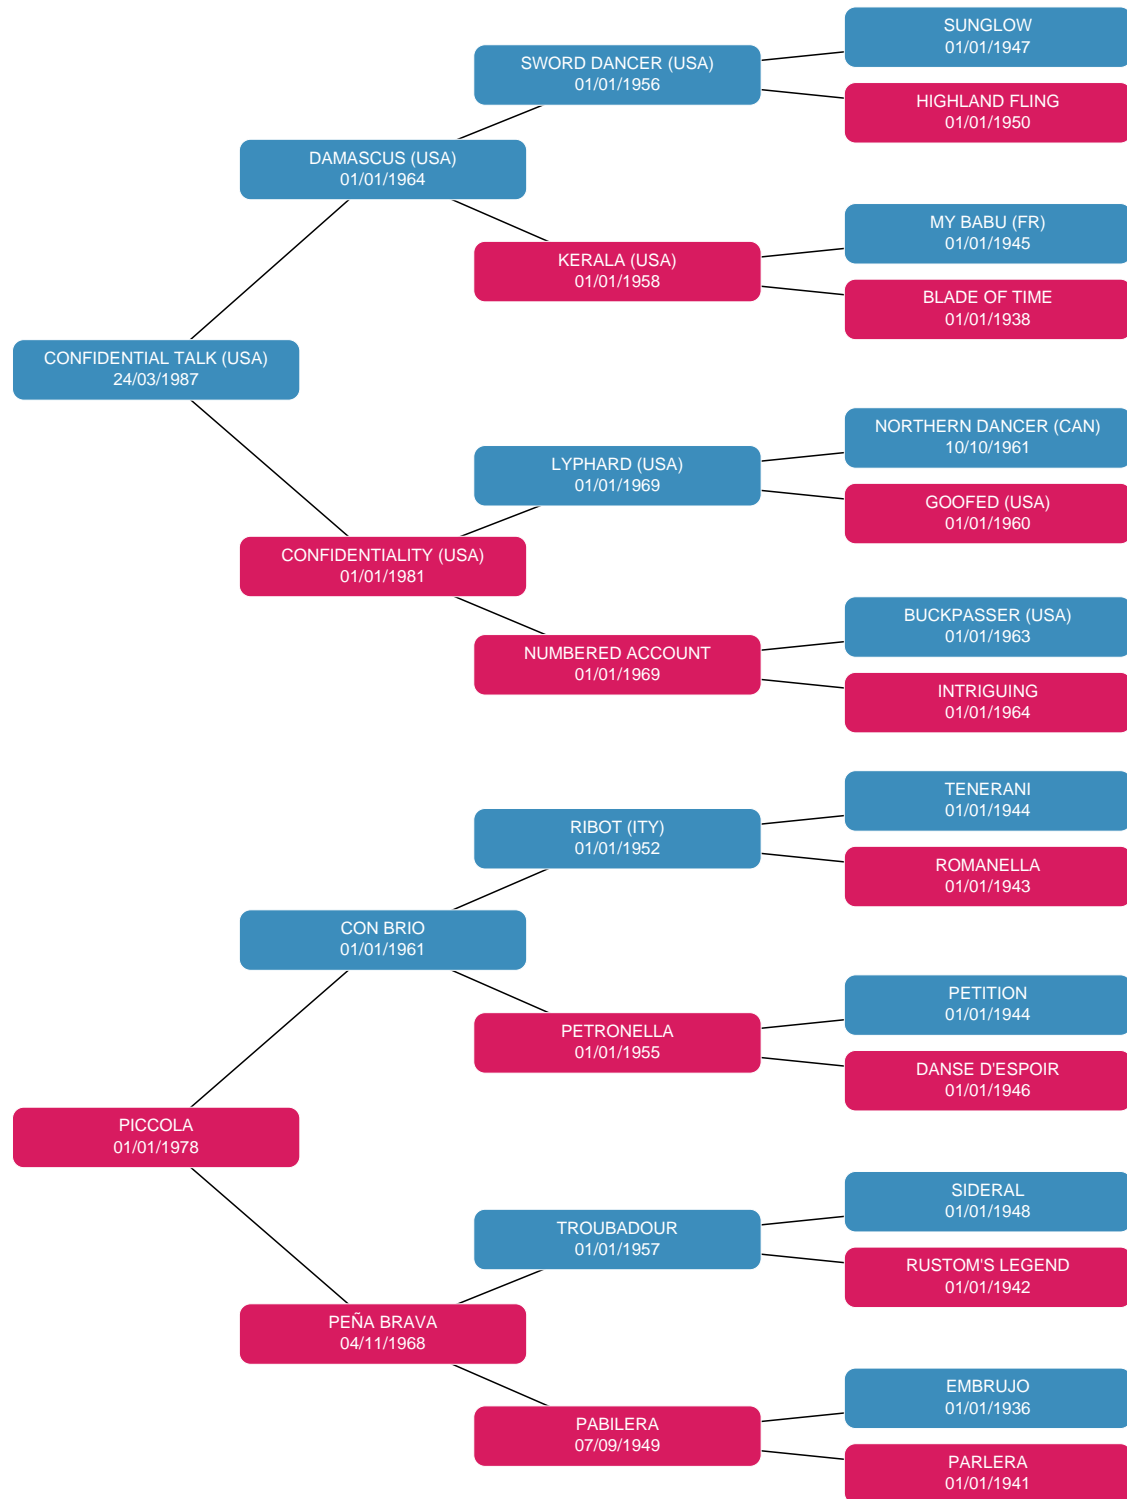 SUNGLOW
01/01/1947
SWORD DANCER (USA)
01/01/1956
HIGHLAND FLING
01/01/1950
DAMASCUS (USA)
01/01/1964
MY BABU (FR)
01/01/1945
KERALA (USA)
01/01/1958
BLADE OF TIME
01/01/1938
CONFIDENTIAL TALK (USA)
24/03/1987
NORTHERN DANCER (CAN)
10/10/1961
LYPHARD (USA)
01/01/1969
GOOFED (USA)
01/01/1960
CONFIDENTIALITY (USA)
01/01/1981
BUCKPASSER (USA)
01/01/1963
NUMBERED ACCOUNT
01/01/1969
INTRIGUING
01/01/1964
TENERANI
01/01/1944
RIBOT (ITY)
01/01/1952
ROMANELLA
01/01/1943
CON BRIO
01/01/1961
PETITION
01/01/1944
PETRONELLA
01/01/1955
DANSE D'ESPOIR
01/01/1946
PICCOLA
01/01/1978
SIDERAL
01/01/1948
TROUBADOUR
01/01/1957
RUSTOM'S LEGEND
01/01/1942
PEÑA BRAVA
04/11/1968
EMBRUJO
01/01/1936
PABILERA
07/09/1949
PARLERA
01/01/1941